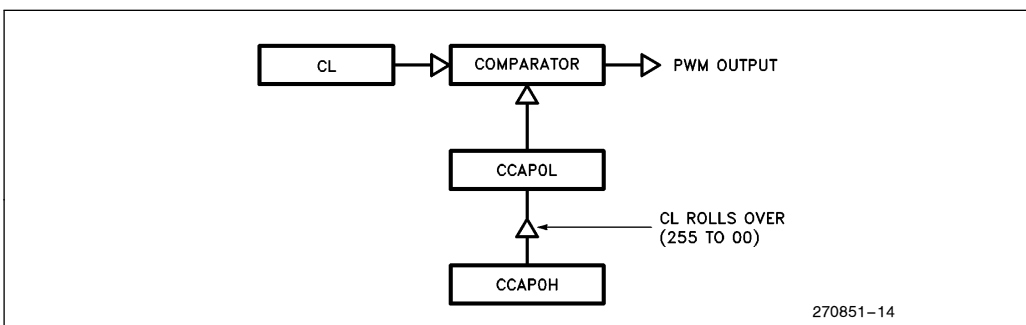 CL
COMPARATOR
PWM OUTPUT
CCAP0L
CL ROLLS OVER
(255 TO 00)
CCAP0H
270851–14